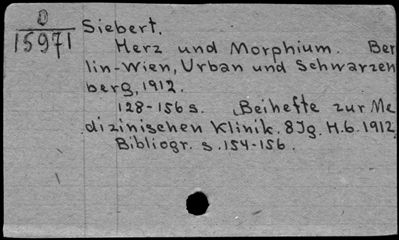 O
15971
Siebert.
Herz und Morphium. Ber
lin-Wien, Urban und Schwarzen
berg, 1912.
128-156 s. (Beihefte zur Me
dizinischen Klinik. 8Jg. H.6. 1912
Bibliogr. s. 154-156.